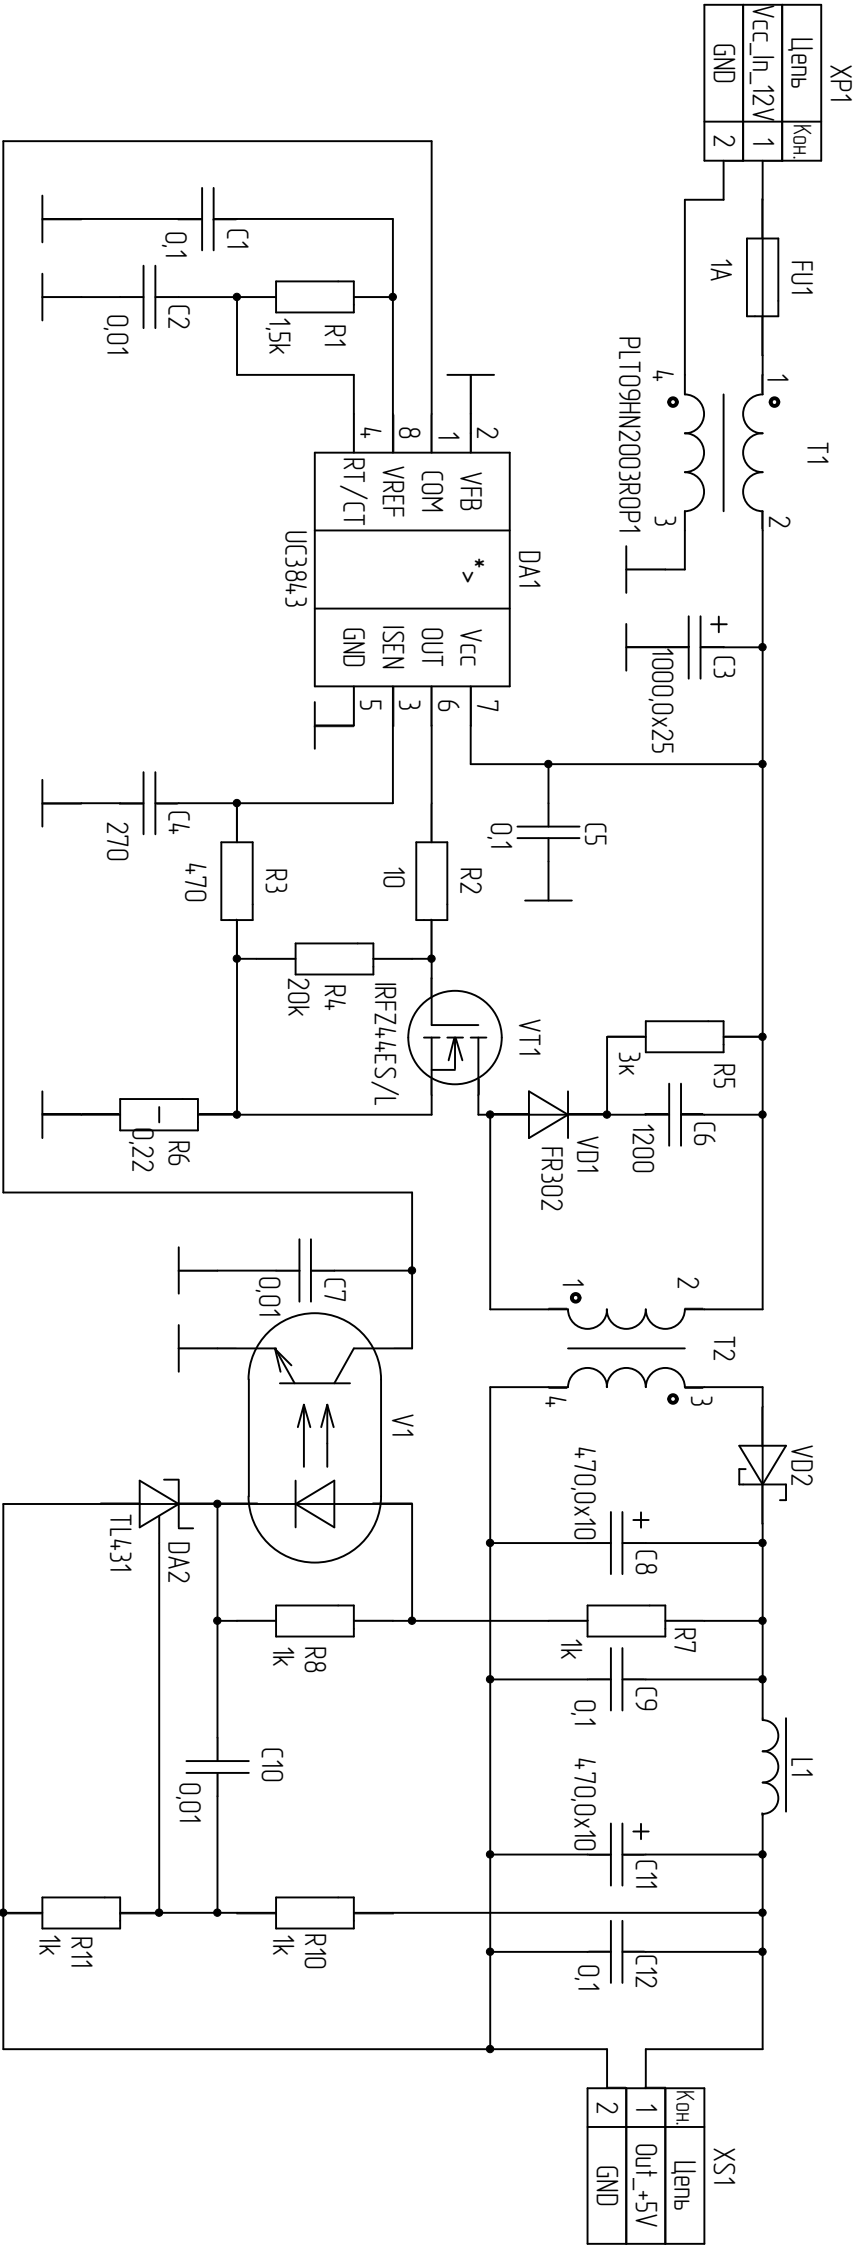 XP1
Цепь Кон.
Vcc_In_12V 1
GND 2
FU1
1A
T1
1
2
4
3
PLT09HN2003R0P1
C3
+
1000,0x25
C1
0,1
C2
0,01
R1
1,5k
DA1
2 VFB
1 COM
8 VREF
4 RT/CT
*>
Vcc 7
OUT 6
ISEN 3
GND 5
UC3843
C5
0,1
R2
10
R3
470
C4
270
R4
20k
VT1
IRFZ44ES/L
R5
3к
C6
1200
VD1
FR302
R6
0,22
T2
2
1
3
4
C7
0,01
V1
VD2
C8
+
470,0x10
R7
1k
C9
0,1
L1
C11
+
470,0x10
C12
0,1
DA2
TL431
R8
1k
C10
0,01
R10
1k
R11
1k
XS1
Кон. Цепь
1 Out_+5V
2 GND